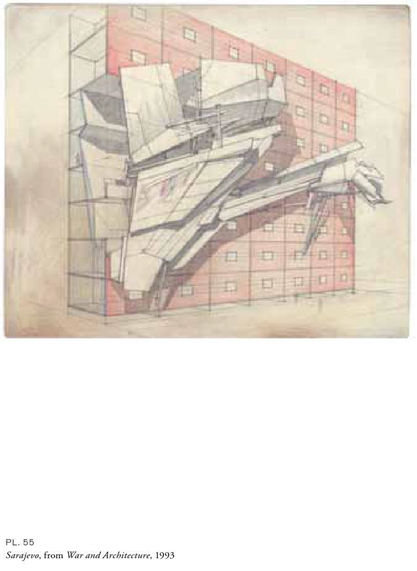 PL. 55
Sarajevo, from War and Architecture, 1993